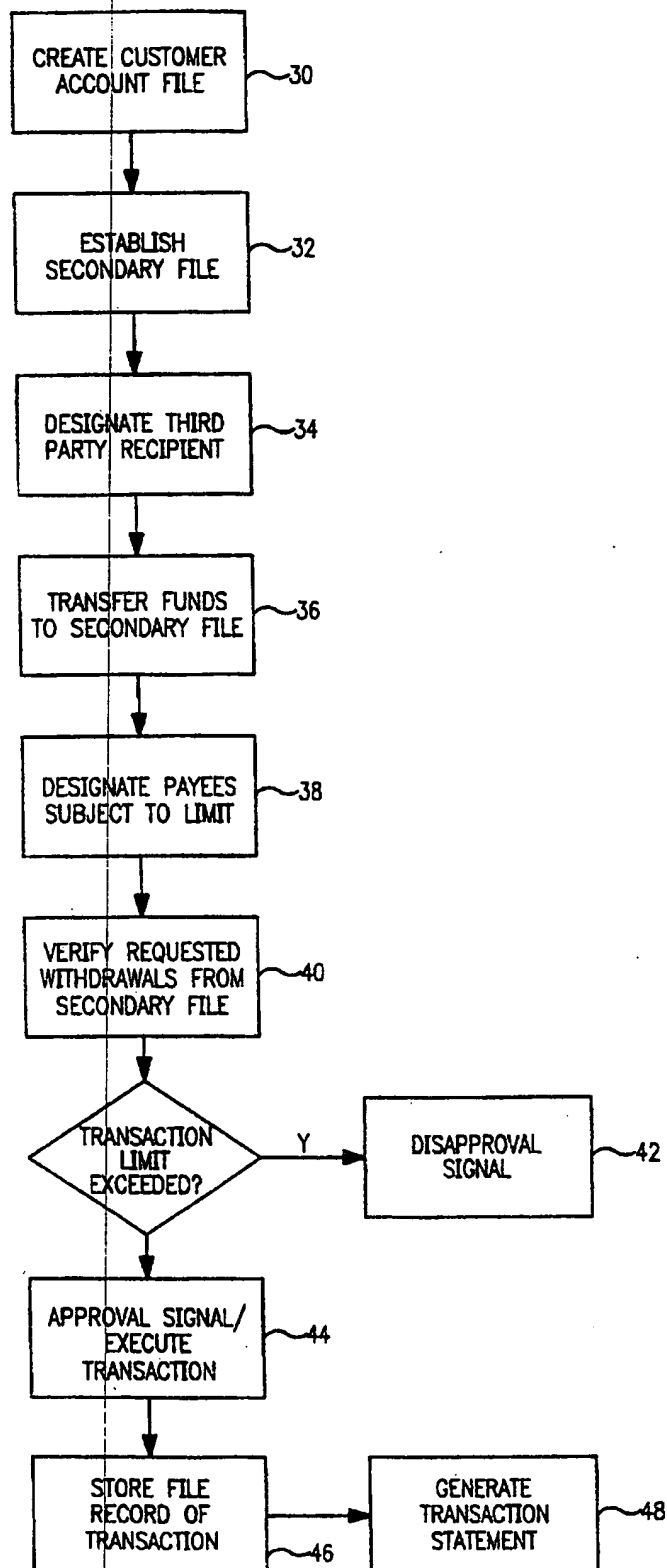 CREATE CUSTOMER
ACCOUNT FILE
30
ESTABLISH
SECONDARY FILE
32
DESIGNATE THIRD
PARTY RECIPIENT
34
TRANSFER FUNDS
TO SECONDARY FILE
36
DESIGNATE PAYEES
SUBJECT TO LIMIT
38
VERIFY REQUESTED
WITHDRAWALS FROM
SECONDARY FILE
40
TRANSACTION
LIMIT
EXCEEDED?
Y
DISAPPROVAL
SIGNAL
42
APPROVAL SIGNAL/
EXECUTE
TRANSACTION
44
STORE FILE
RECORD OF
TRANSACTION
46
GENERATE
TRANSACTION
STATEMENT
48